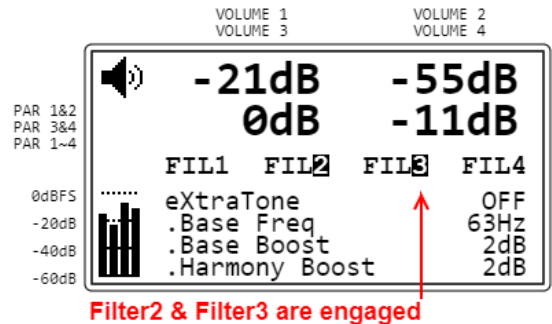 VOLUME 1 VOLUME 2
VOLUME 3 VOLUME 4
-21dB -55dB
PAR 1&2 0dB -11dB
PAR 3&4
PAR 1~4
FIL1 FIL2 FIL3 FIL4
0dBFS eXtraTone OFF
-20dB .Base Freq 63Hz
-40dB .Base Boost 2dB
-60dB .Harmony Boost 2dB
Filter2 & Filter3 are engaged